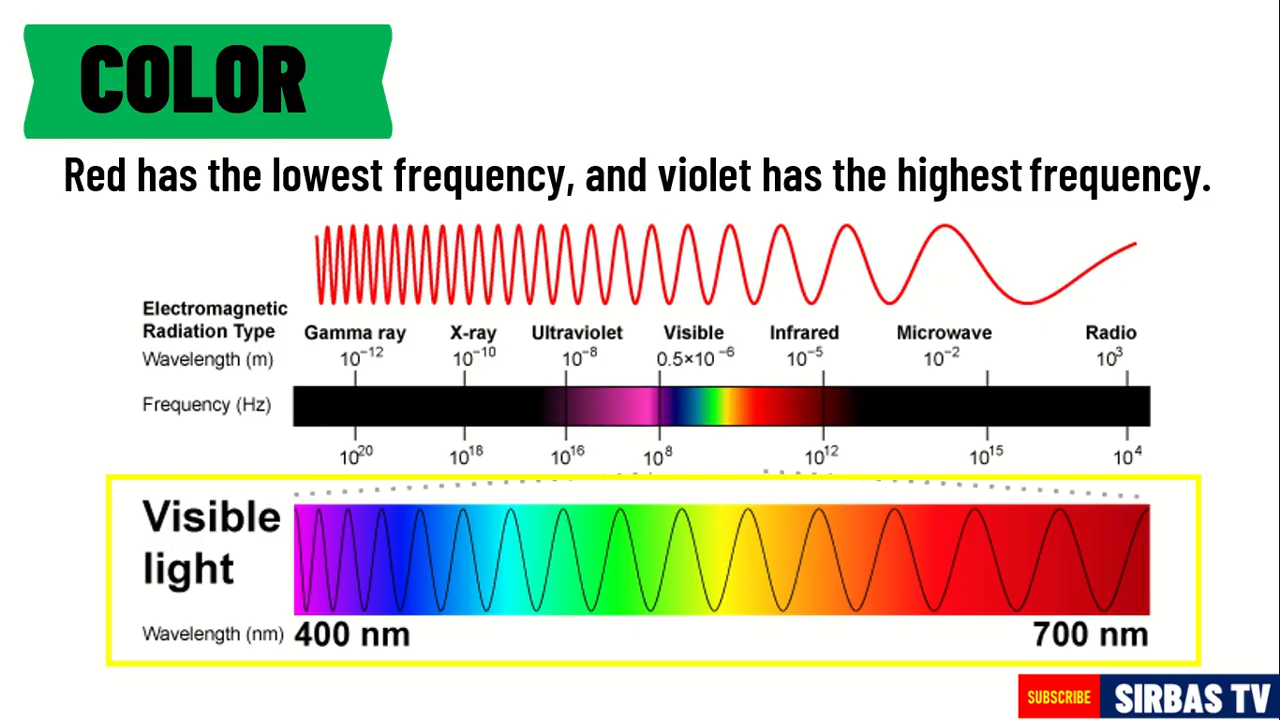 COLOR
Red has the lowest frequency, and violet has the highest frequency.
Electromagnetic
Radiation Type Gamma ray X-ray Ultraviolet Visible Infrared Microwave Radio
Wavelength (m) 10⁻¹² 10⁻¹⁰ 10⁻⁸ 0.5×10⁻⁶ 10⁻⁵ 10⁻² 10³
Frequency (Hz)
10²⁰ 10¹⁸ 10¹⁶ 10⁸ 10¹² 10¹⁵ 10⁴
Visible
light
Wavelength (nm) 400 nm 700 nm
SUBSCRIBE SIRBAS TV